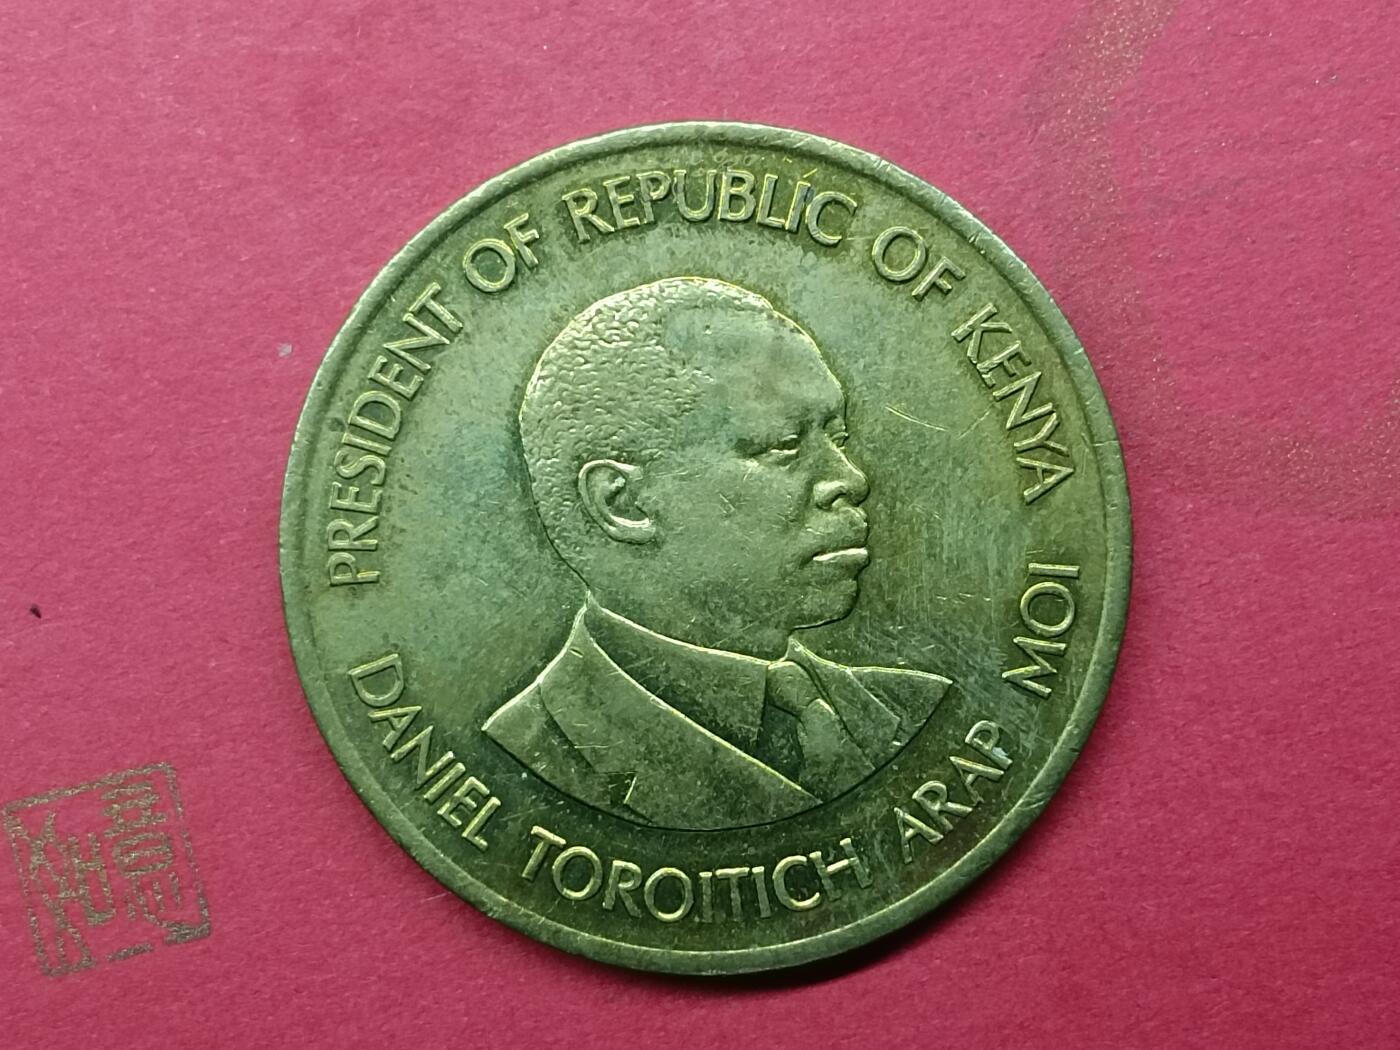 PRESIDENT OF REPUBLIC OF KENYA
DANIEL TOROITICH ARAP MOI